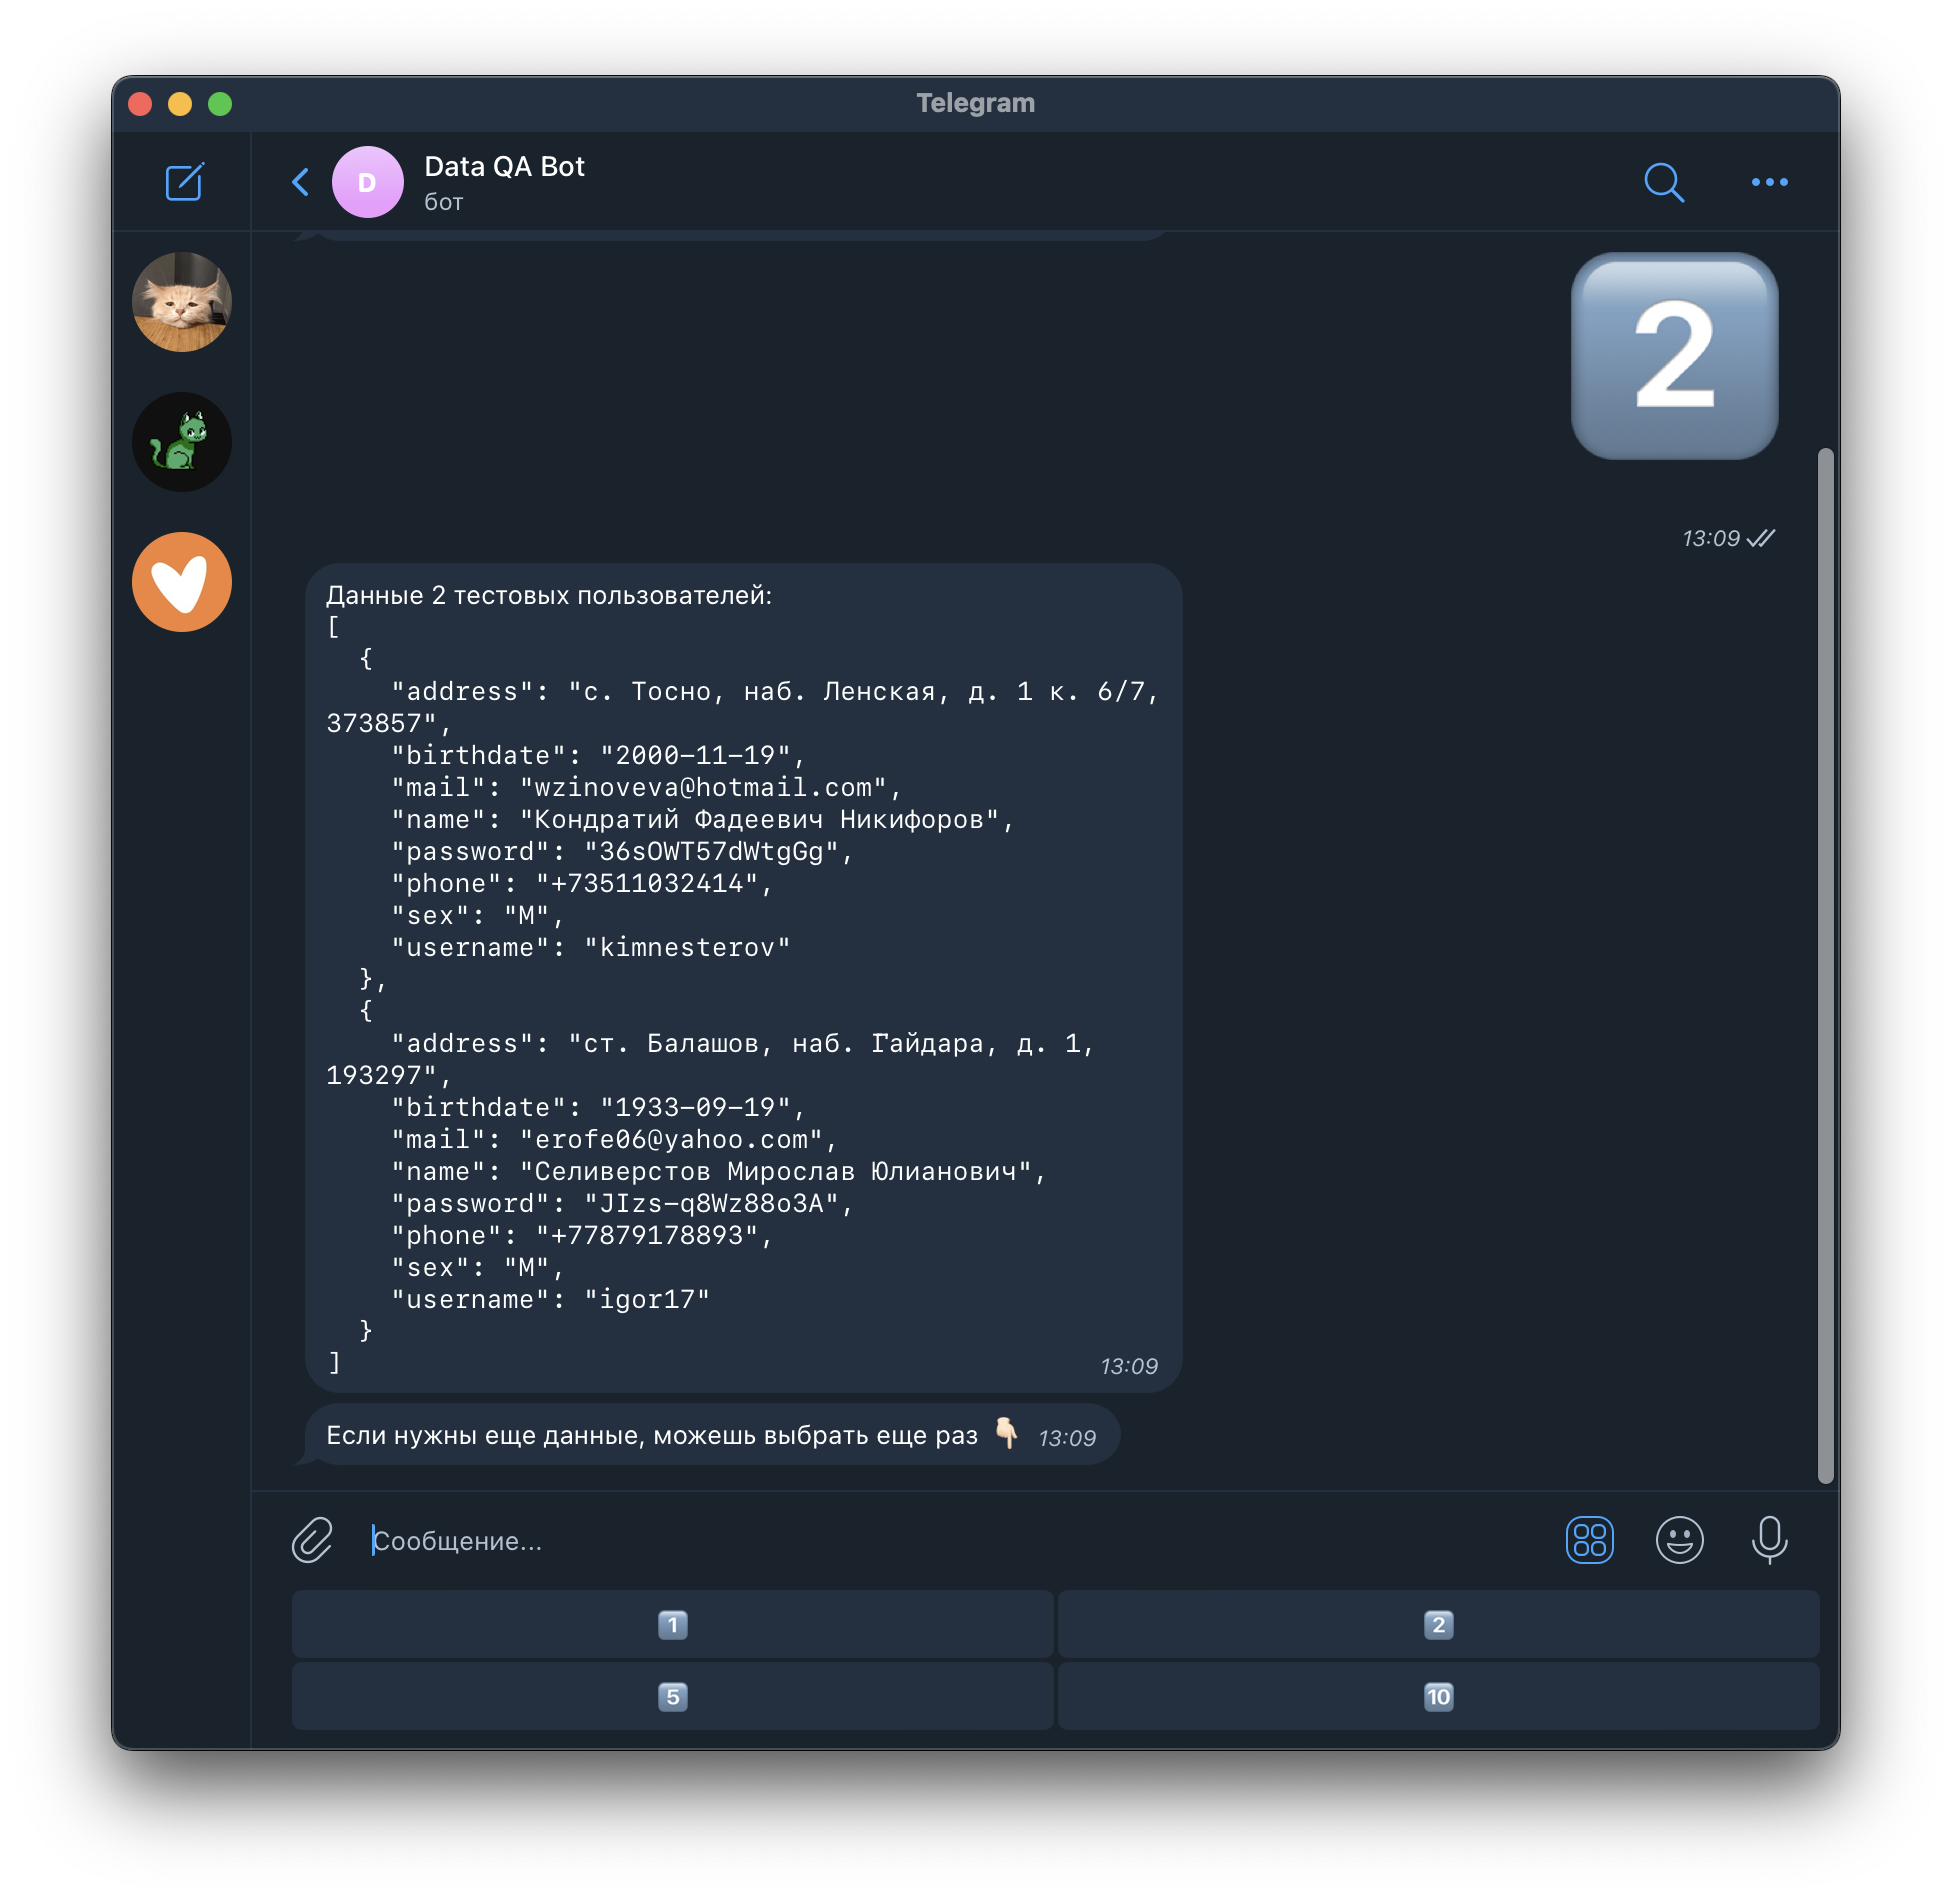 Telegram
D
Data QA Bot
бот
2
13:09
Данные 2 тестовых пользователей:
[
  {
    "address": "с. Тосно, наб. Ленская, д. 1 к. 6/7,
373857",
    "birthdate": "2000-11-19",
    "mail": "wzinoveva@hotmail.com",
    "name": "Кондратий Фадеевич Никифоров",
    "password": "36sOWT57dWtgGg",
    "phone": "+73511032414",
    "sex": "M",
    "username": "kimnesterov"
  },
  {
    "address": "ст. Балашов, наб. Гайдара, д. 1,
193297",
    "birthdate": "1933-09-19",
    "mail": "erofe06@yahoo.com",
    "name": "Селиверстов Мирослав Юлианович",
    "password": "JIzs-q8Wz88o3A",
    "phone": "+77879178893",
    "sex": "M",
    "username": "igor17"
  }
]
13:09
Если нужны еще данные, можешь выбрать еще раз 👇🏻 13:09
Сообщение...
1
2
5
10